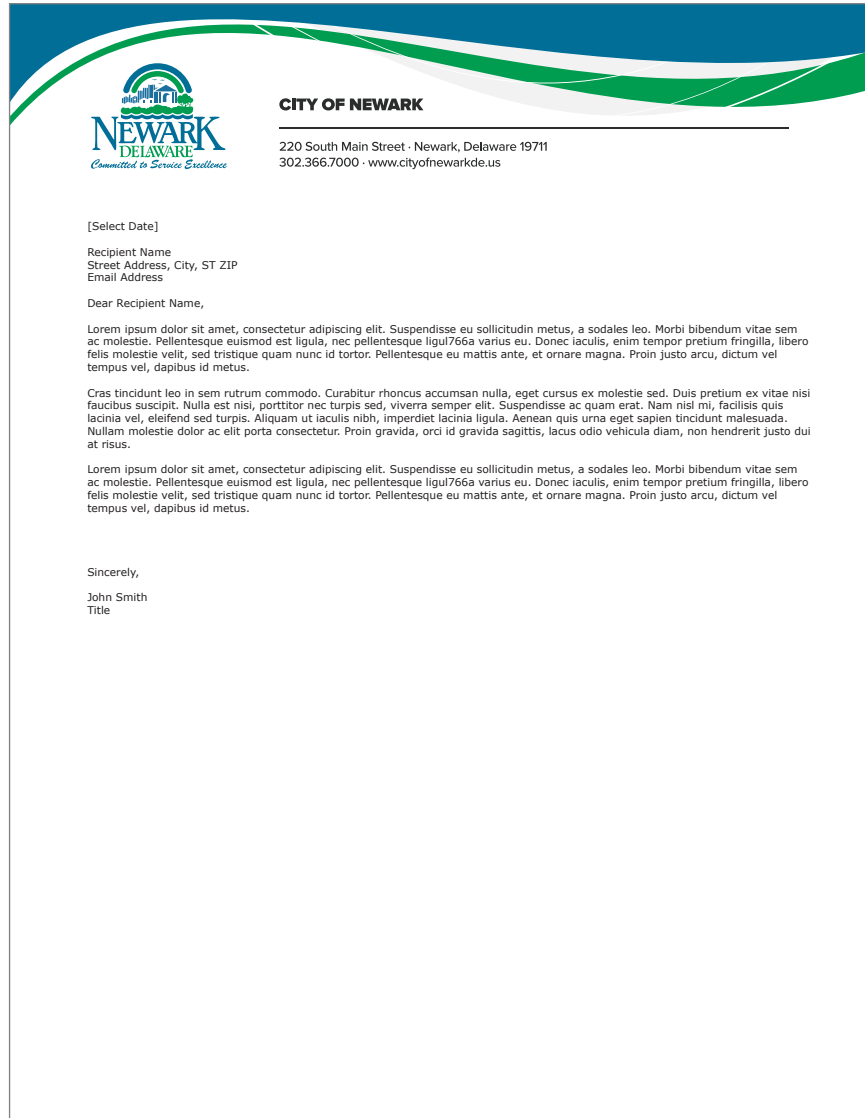 NEWARK
DELAWARE
Committed to Service Excellence
CITY OF NEWARK
220 South Main Street · Newark, Delaware 19711
302.366.7000 · www.cityofnewarkde.us
[Select Date]
Recipient Name
Street Address, City, ST ZIP
Email Address
Dear Recipient Name,
Lorem ipsum dolor sit amet, consectetur adipiscing elit. Suspendisse eu sollicitudin metus, a sodales leo. Morbi bibendum vitae sem
ac molestie. Pellentesque euismod est ligula, nec pellentesque ligul766a varius eu. Donec iaculis, enim tempor pretium fringilla, libero
felis molestie velit, sed tristique quam nunc id tortor. Pellentesque eu mattis ante, et ornare magna. Proin justo arcu, dictum vel
tempus vel, dapibus id metus.
Cras tincidunt leo in sem rutrum commodo. Curabitur rhoncus accumsan nulla, eget cursus ex molestie sed. Duis pretium ex vitae nisi
faucibus suscipit. Nulla est nisi, porttitor nec turpis sed, viverra semper elit. Suspendisse ac quam erat. Nam nisl mi, facilisis quis
lacinia vel, eleifend sed turpis. Aliquam ut iaculis nibh, imperdiet lacinia ligula. Aenean quis urna eget sapien tincidunt malesuada.
Nullam molestie dolor ac elit porta consectetur. Proin gravida, orci id gravida sagittis, lacus odio vehicula diam, non hendrerit justo dui
at risus.
Lorem ipsum dolor sit amet, consectetur adipiscing elit. Suspendisse eu sollicitudin metus, a sodales leo. Morbi bibendum vitae sem
ac molestie. Pellentesque euismod est ligula, nec pellentesque ligul766a varius eu. Donec iaculis, enim tempor pretium fringilla, libero
felis molestie velit, sed tristique quam nunc id tortor. Pellentesque eu mattis ante, et ornare magna. Proin justo arcu, dictum vel
tempus vel, dapibus id metus.
Sincerely,
John Smith
Title